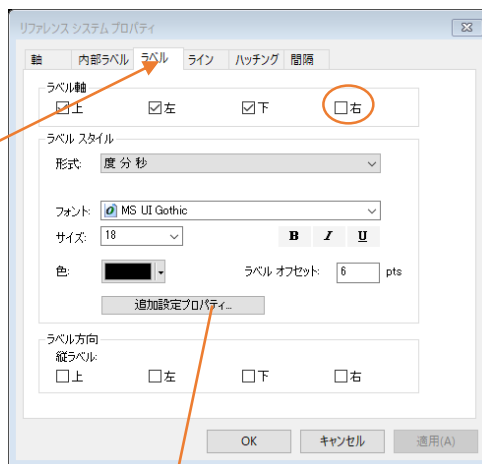 リファレンス システム プロパティ
軸 内部ラベル ラベル ライン ハッチング 間隔
ラベル軸
上 左 下 右
ラベル スタイル
形式: 度 分 秒
フォント: MS UI Gothic
サイズ: 18 B I U
色: ラベル オフセット: 6 pts
追加設定プロパティ...
ラベル方向
縦ラベル:
上 左 下 右
OK キャンセル 適用(A)